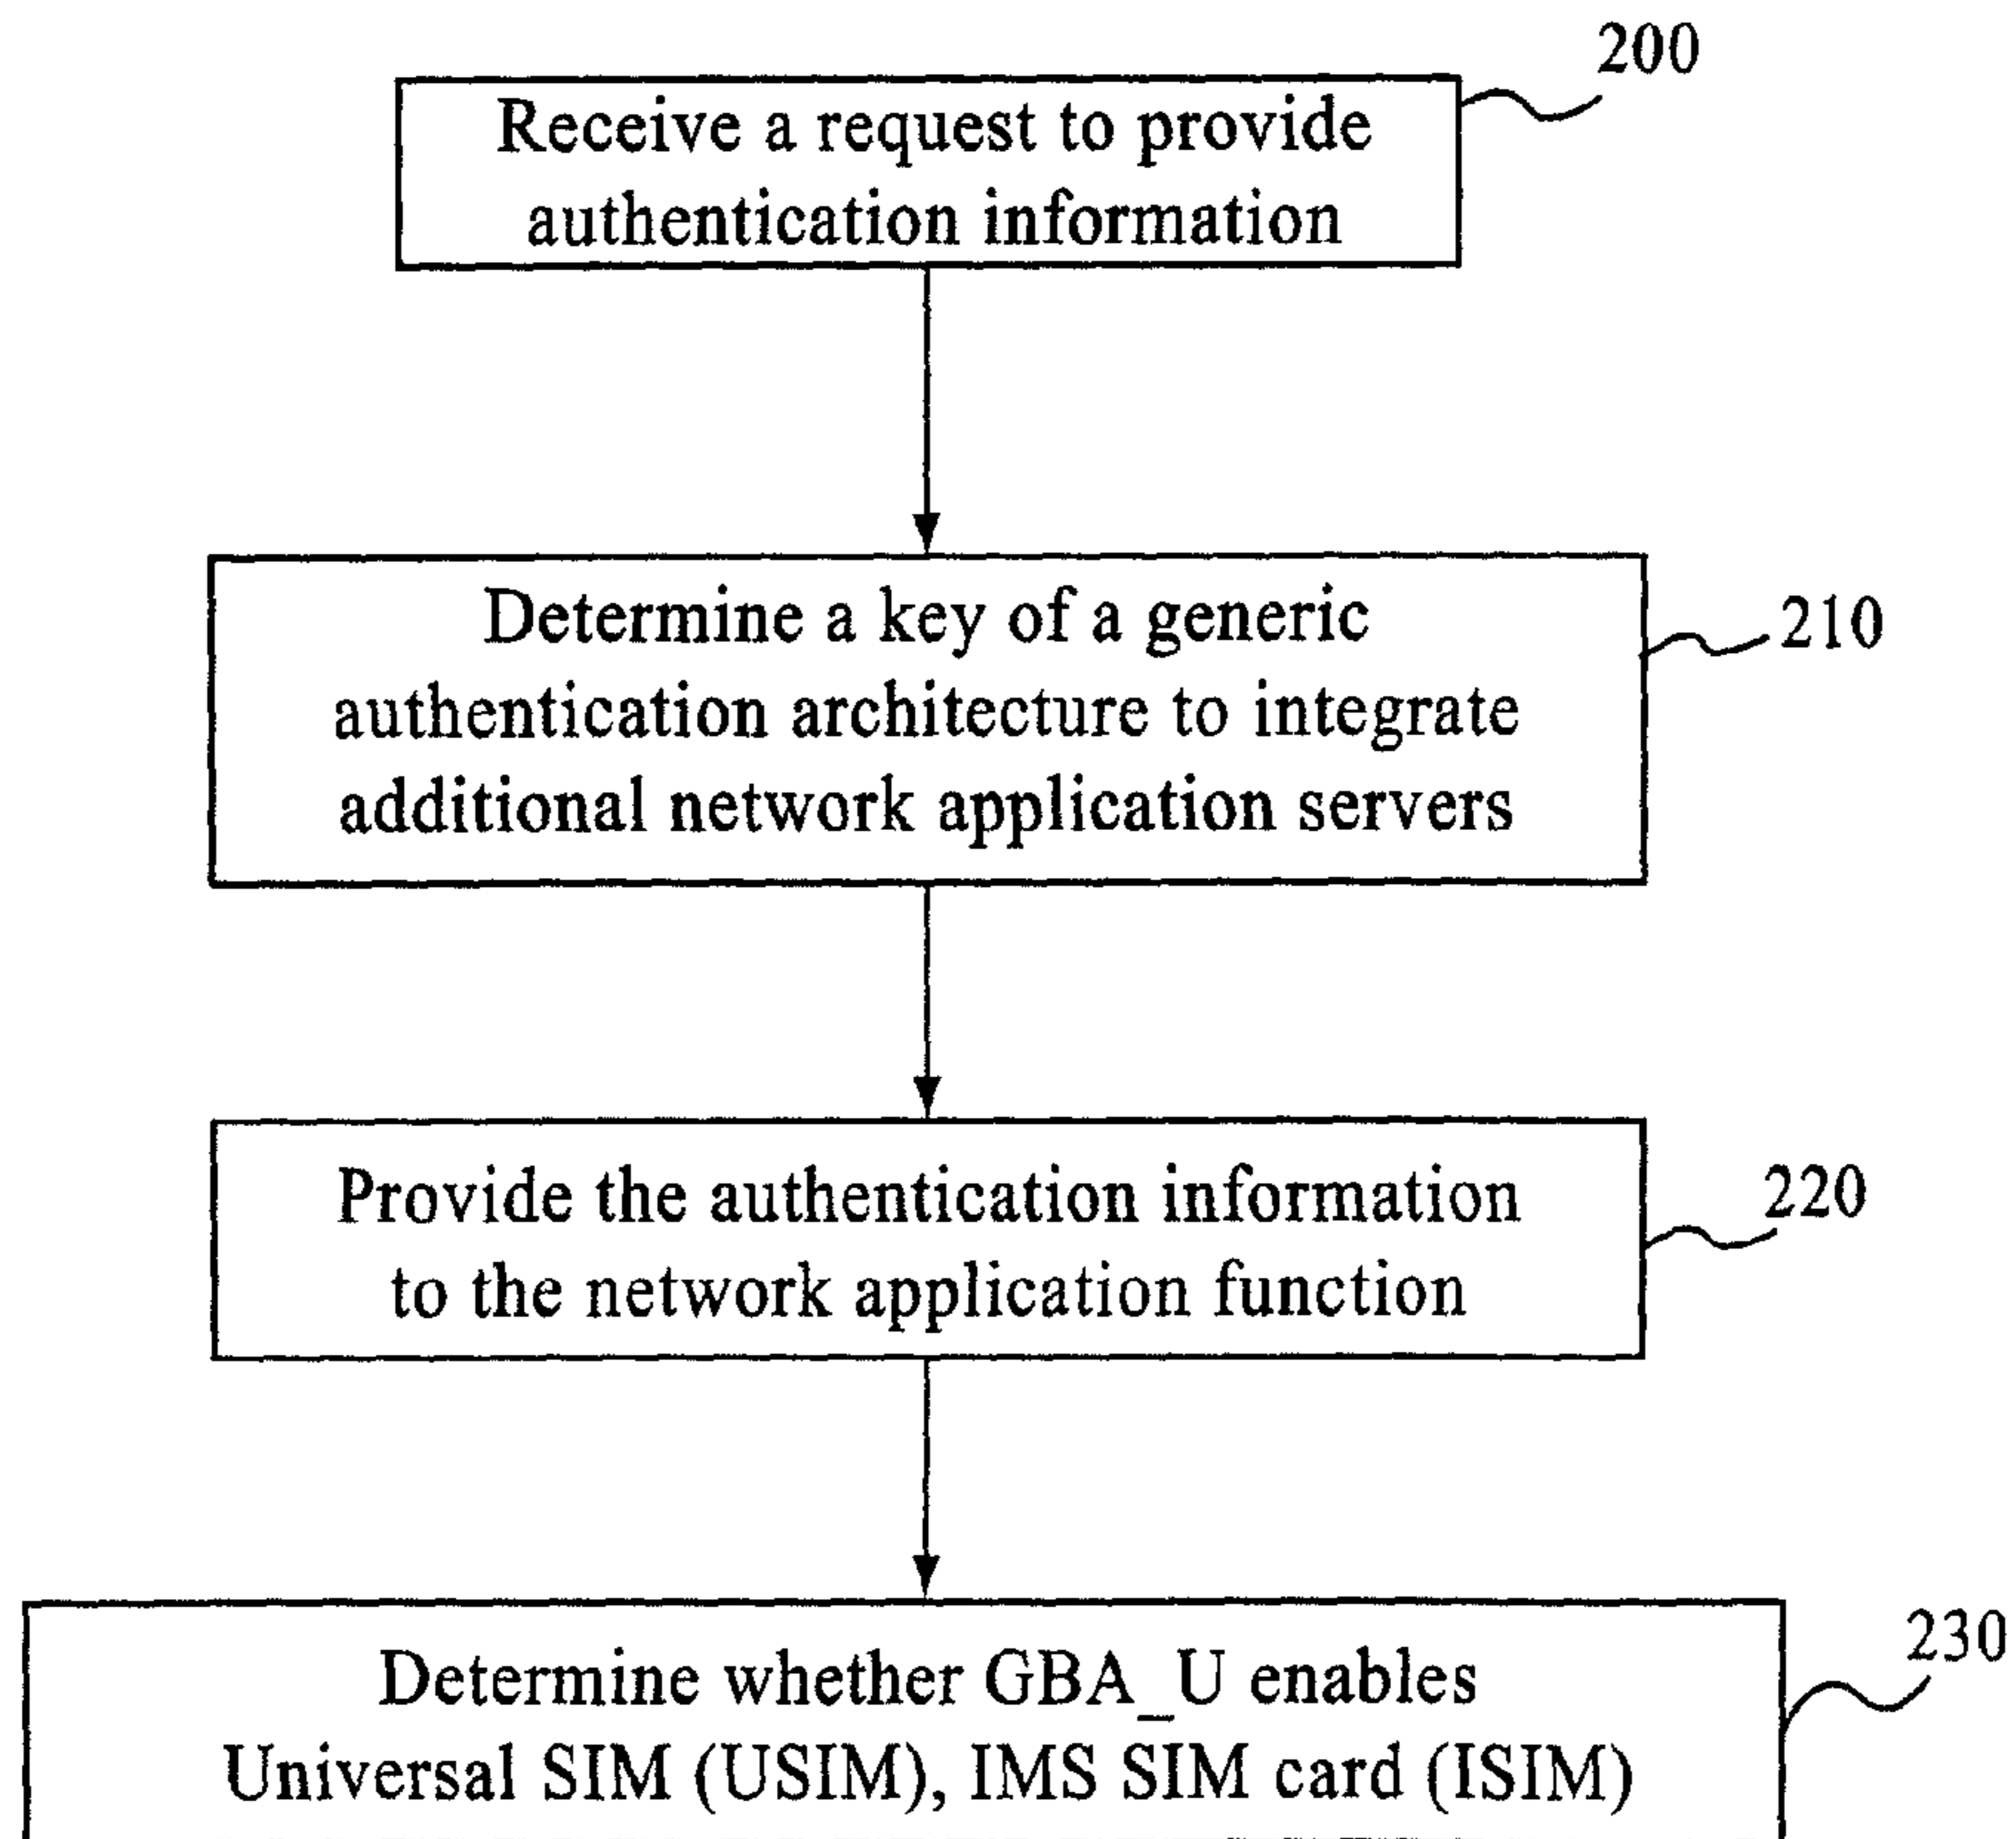 200
Receive a request to provide
authentication information
Determine a key of a generic
authentication architecture to integrate
additional network application servers
210
Provide the authentication information
to the network application function
220
230
Determine whether GBA_U enables
Universal SIM (USIM), IMS SIM card (ISIM)